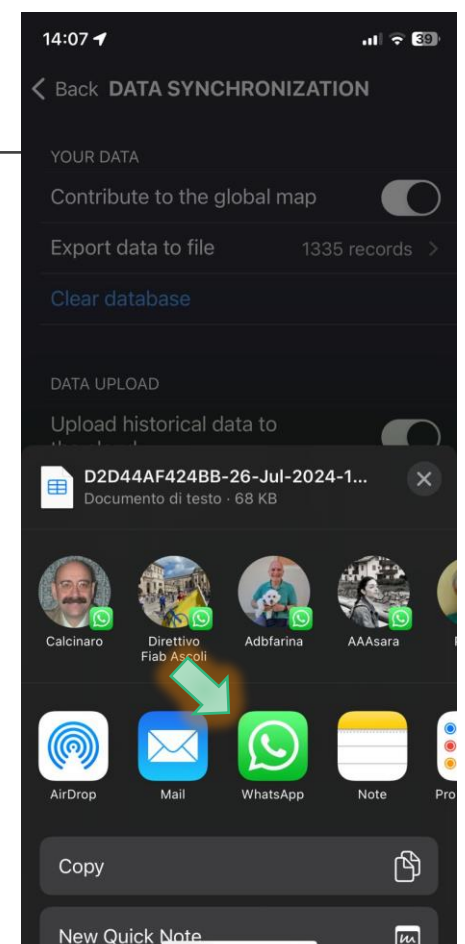 14:07
39
Back DATA SYNCHRONIZATION
YOUR DATA
Contribute to the global map
Export data to file 1335 records
Clear database
DATA UPLOAD
Upload historical data to
D2D44AF424BB-26-Jul-2024-1...
Documento di testo · 68 KB
Calcinaro Direttivo Adbfarina AAAsara
Fiab Ascoli
AirDrop Mail WhatsApp Note Pro
Copy
New Quick Note